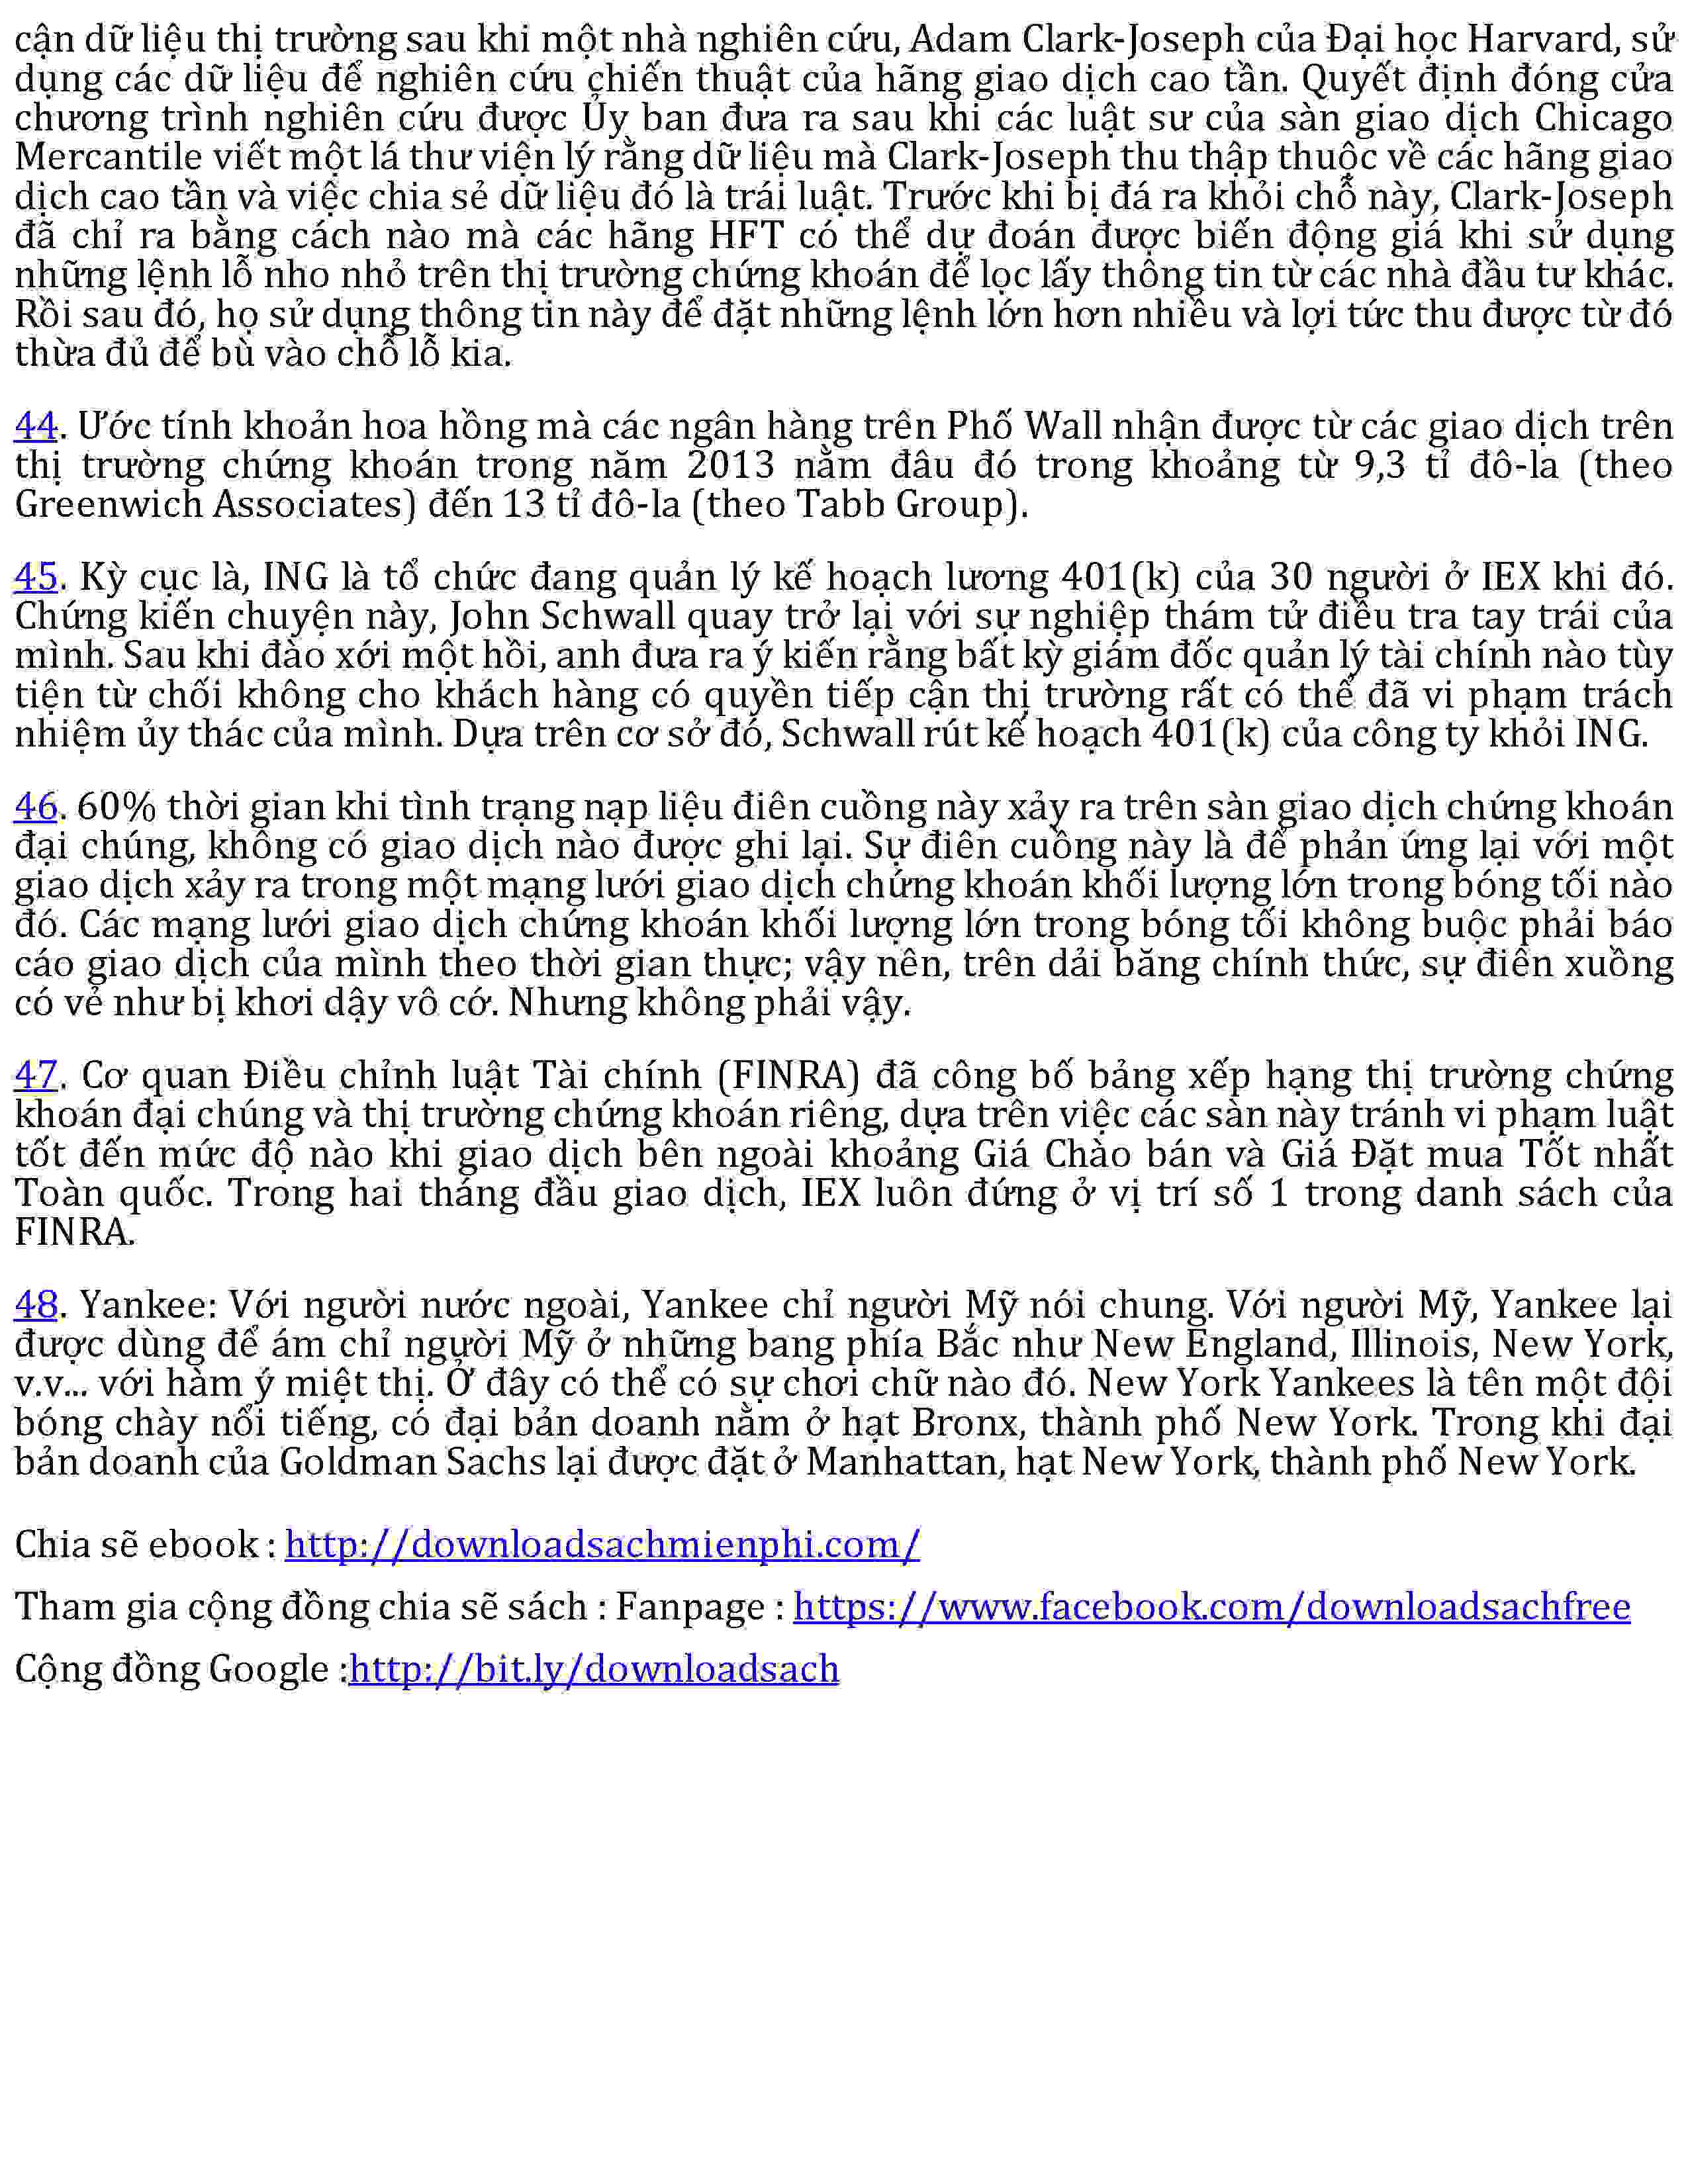 cận dữ liệu thị trường sau khi một nhà nghiên cứu, Adam Clark-Joseph của Đại học Harvard, sử
dụng các dữ liệu để nghiên cứu chiến thuật của hãng giao dịch cao tần. Quyết định đóng cửa
chương trình nghiên cứu được Ủy ban đưa ra sau khi các luật sư của sàn giao dịch Chicago
Mercantile viết một lá thư viện lý rằng dữ liệu mà Clark-Joseph thu thập thuộc về các hãng giao
dịch cao tần và việc chia sẻ dữ liệu đó là trái luật. Trước khi bị đá ra khỏi chỗ này, Clark-Joseph
đã chỉ ra bằng cách nào mà các hãng HFT có thể dự đoán được biến động giá khi sử dụng
những lệnh lỗ nho nhỏ trên thị trường chứng khoán để lọc lấy thông tin từ các nhà đầu tư khác.
Rồi sau đó, họ sử dụng thông tin này để đặt những lệnh lớn hơn nhiều và lợi tức thu được từ đó
thừa đủ để bù vào chỗ lỗ kia.
44. Ước tính khoản hoa hồng mà các ngân hàng trên Phố Wall nhận được từ các giao dịch trên
thị trường chứng khoán trong năm 2013 nằm đâu đó trong khoảng từ 9,3 tỉ đô-la (theo
Greenwich Associates) đến 13 tỉ đô-la (theo Tabb Group).
45. Kỳ cục là, ING là tổ chức đang quản lý kế hoạch lương 401(k) của 30 người ở IEX khi đó.
Chứng kiến chuyện này, John Schwall quay trở lại với sự nghiệp thám tử điều tra tay trái của
mình. Sau khi đào xới một hồi, anh đưa ra ý kiến rằng bất kỳ giám đốc quản lý tài chính nào tùy
tiện từ chối không cho khách hàng có quyền tiếp cận thị trường rất có thể đã vi phạm trách
nhiệm ủy thác của mình. Dựa trên cơ sở đó, Schwall rút kế hoạch 401(k) của công ty khỏi ING.
46. 60% thời gian khi tình trạng nạp liệu điên cuồng này xảy ra trên sàn giao dịch chứng khoán
đại chúng, không có giao dịch nào được ghi lại. Sự điên cuồng này là để phản ứng lại với một
giao dịch xảy ra trong một mạng lưới giao dịch chứng khoán khối lượng lớn trong bóng tối nào
đó. Các mạng lưới giao dịch chứng khoán khối lượng lớn trong bóng tối không buộc phải báo
cáo giao dịch của mình theo thời gian thực; vậy nên, trên dải băng chính thức, sự điên xuồng
có vẻ như bị khơi dậy vô cớ. Nhưng không phải vậy.
47. Cơ quan Điều chỉnh luật Tài chính (FINRA) đã công bố bảng xếp hạng thị trường chứng
khoán đại chúng và thị trường chứng khoán riêng, dựa trên việc các sàn này tránh vi phạm luật
tốt đến mức độ nào khi giao dịch bên ngoài khoảng Giá Chào bán và Giá Đặt mua Tốt nhất
Toàn quốc. Trong hai tháng đầu giao dịch, IEX luôn đứng ở vị trí số 1 trong danh sách của
FINRA.
48. Yankee: Với người nước ngoài, Yankee chỉ người Mỹ nói chung. Với người Mỹ, Yankee lại
được dùng để ám chỉ người Mỹ ở những bang phía Bắc như New England, Illinois, New York,
v.v... với hàm ý miệt thị. Ở đây có thể có sự chơi chữ nào đó. New York Yankees là tên một đội
bóng chày nổi tiếng, có đại bản doanh nằm ở hạt Bronx, thành phố New York. Trong khi đại
bản doanh của Goldman Sachs lại được đặt ở Manhattan, hạt New York, thành phố New York.
Chia sẽ ebook : http://downloadsachmienphi.com/
Tham gia cộng đồng chia sẽ sách : Fanpage : https://www.facebook.com/downloadsachfree
Cộng đồng Google :http://bit.ly/downloadsach